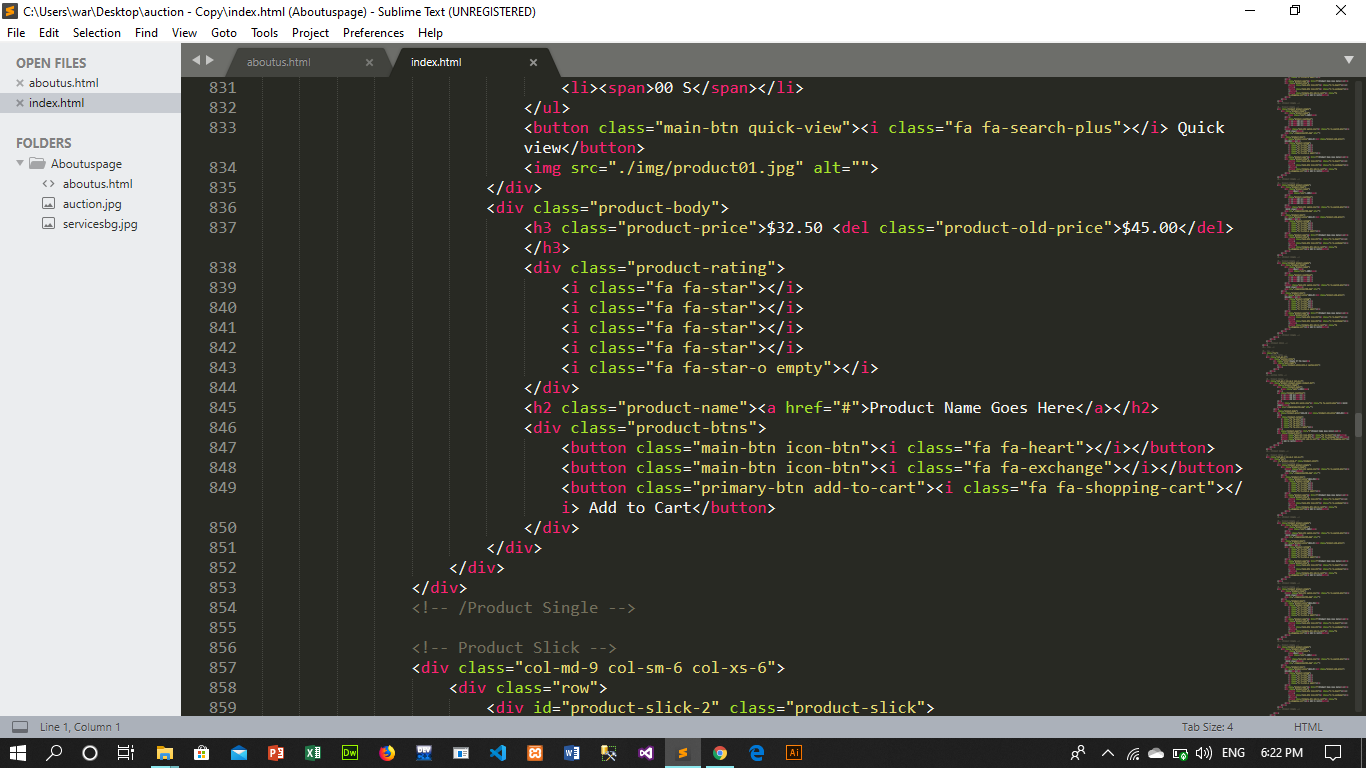 C:\Users\war\Desktop\auction - Copy\index.html (Aboutuspage) - Sublime Text (UNREGISTERED)
File Edit Selection Find View Goto Tools Project Preferences Help
OPEN FILES
aboutus.html
index.html
FOLDERS
Aboutuspage
aboutus.html
auction.jpg
servicesbg.jpg
aboutus.html index.html
831 <li><span>00 S</span></li>
832 </ul>
833 <button class="main-btn quick-view"><i class="fa fa-search-plus"></i> Quick
view</button>
834 <img src="./img/product01.jpg" alt="">
835 </div>
836 <div class="product-body">
837 <h3 class="product-price">$32.50 <del class="product-old-price">$45.00</del>
</h3>
838 <div class="product-rating">
839 <i class="fa fa-star"></i>
840 <i class="fa fa-star"></i>
841 <i class="fa fa-star"></i>
842 <i class="fa fa-star"></i>
843 <i class="fa fa-star-o empty"></i>
844 </div>
845 <h2 class="product-name"><a href="#">Product Name Goes Here</a></h2>
846 <div class="product-btns">
847 <button class="main-btn icon-btn"><i class="fa fa-heart"></i></button>
848 <button class="main-btn icon-btn"><i class="fa fa-exchange"></i></button>
849 <button class="primary-btn add-to-cart"><i class="fa fa-shopping-cart"></
i> Add to Cart</button>
850 </div>
851 </div>
852 </div>
853 </div>
854 <!-- /Product Single -->
855
856 <!-- Product Slick -->
857 <div class="col-md-9 col-sm-6 col-xs-6">
858 <div class="row">
859 <div id="product-slick-2" class="product-slick">
Line 1, Column 1 Tab Size: 4 HTML
Dw Ai ENG 6:22 PM